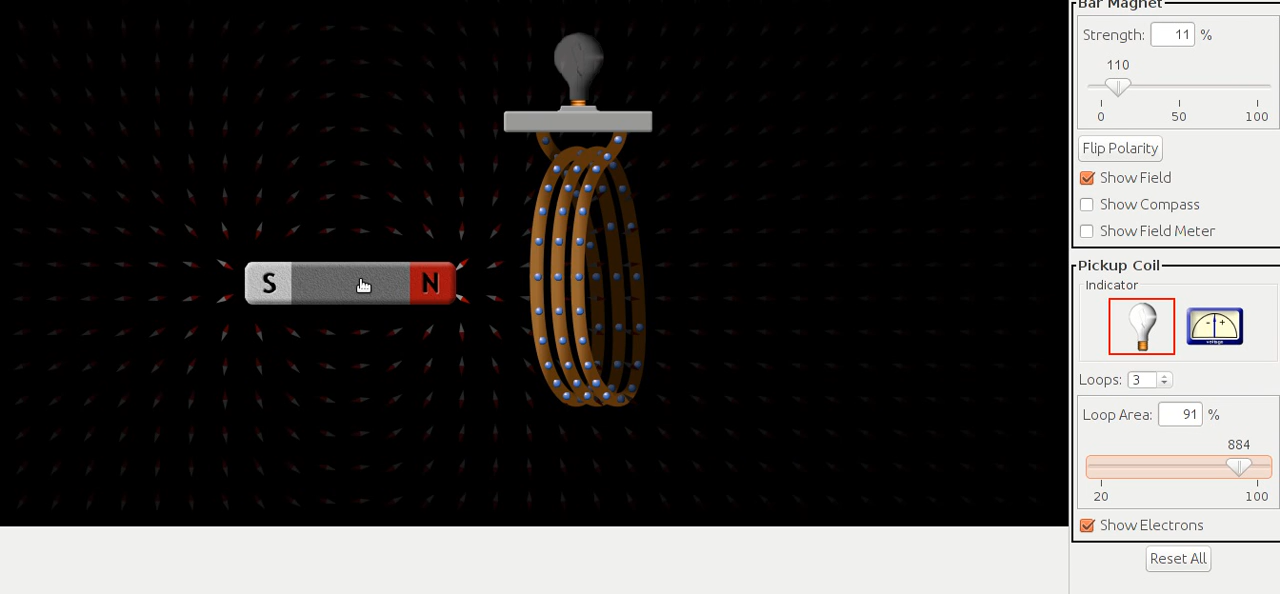 Bar Magnet
Strength: 11 %
110
0 50 100
Flip Polarity
Show Field
Show Compass
Show Field Meter
Pickup Coil
Indicator
- +
voltage
Loops: 3
Loop Area: 91 %
884
20 100
Show Electrons
Reset All
S N